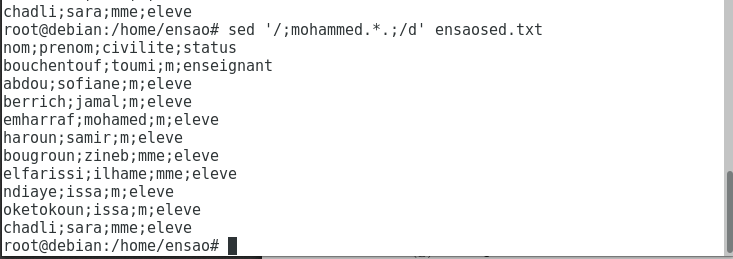 chadli;sara;mme;eleve
root@debian:/home/ensao# sed '/;mohammed.*.;/d' ensaosed.txt
nom;prenom;civilite;status
bouchentouf;toumi;m;enseignant
abdou;sofiane;m;eleve
berrich;jamal;m;eleve
emharraf;mohamed;m;eleve
haroun;samir;m;eleve
bougroun;zineb;mme;eleve
elfarissi;ilhame;mme;eleve
ndiaye;issa;m;eleve
oketokoun;issa;m;eleve
chadli;sara;mme;eleve
root@debian:/home/ensao#